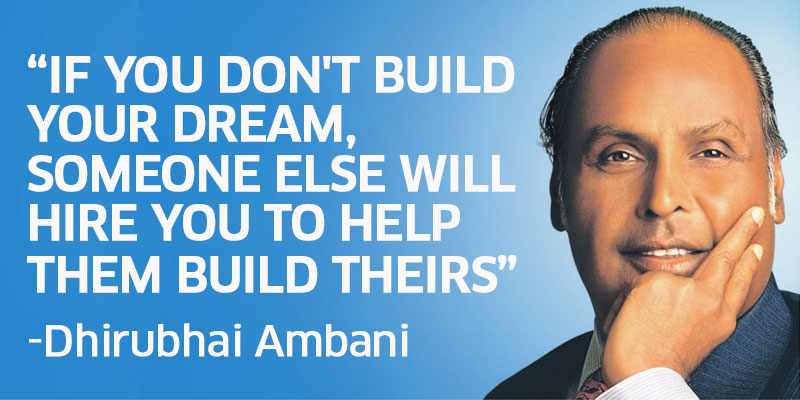 “IF YOU DON'T BUILD
YOUR DREAM,
SOMEONE ELSE WILL
HIRE YOU TO HELP
THEM BUILD THEIRS”
-Dhirubhai Ambani